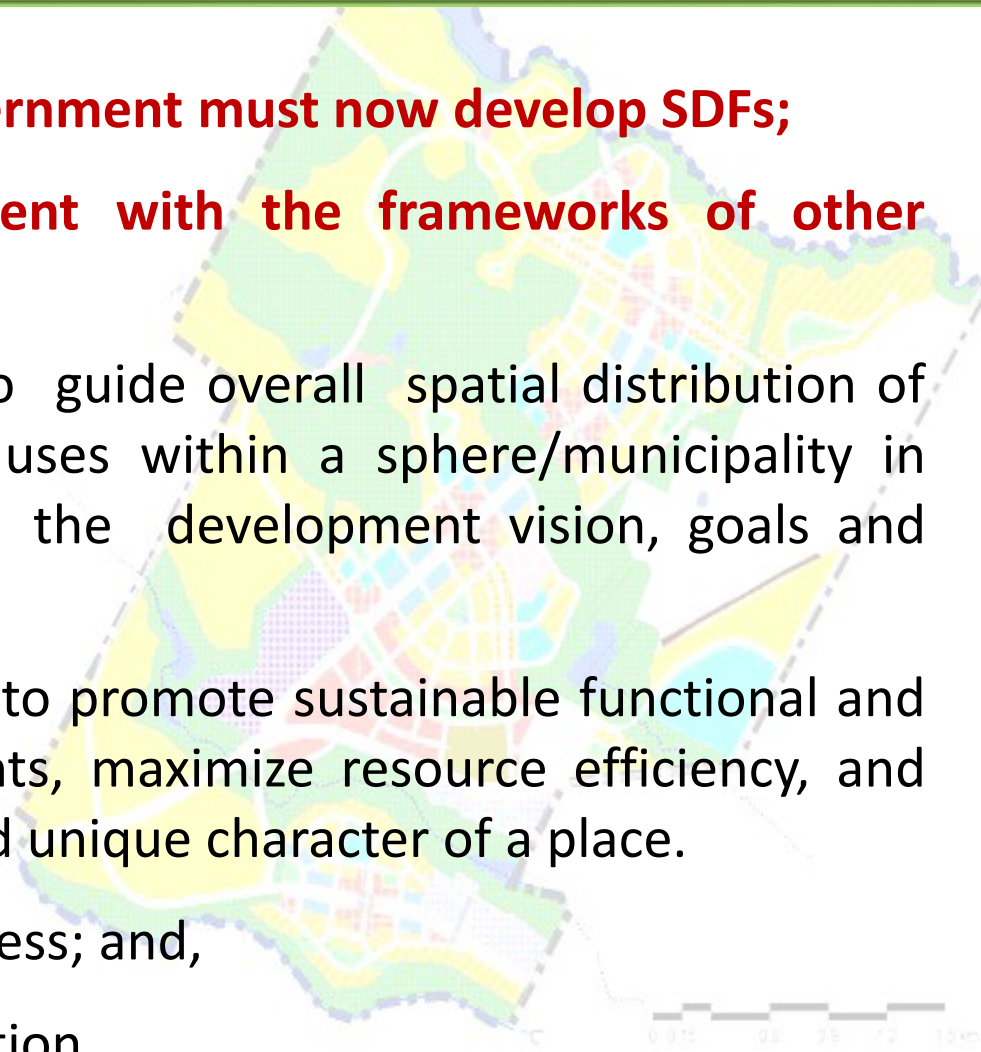 ernment must now develop SDFs;
ent with the frameworks of other
o guide overall spatial distribution of
uses within a sphere/municipality in
the development vision, goals and
to promote sustainable functional and
nts, maximize resource efficiency, and
d unique character of a place.
ess; and,
tion